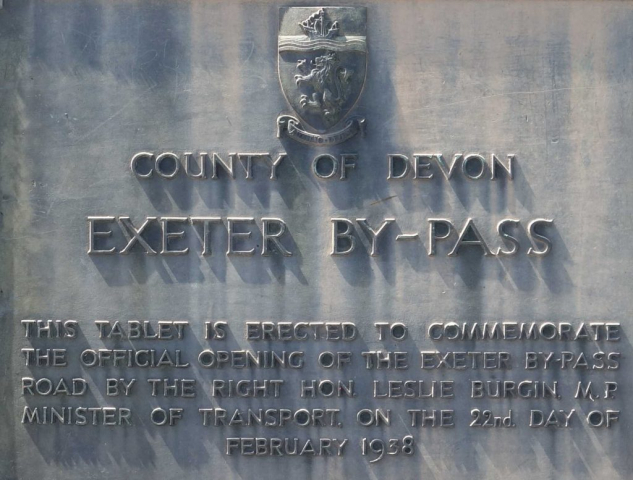 COUNTY OF DEVON
EXETER BY-PASS
THIS TABLET IS ERECTED TO COMMEMORATE
THE OFFICIAL OPENING OF THE EXETER BY-PASS
ROAD BY THE RIGHT HON. LESLIE BURGIN, M.P.
MINISTER OF TRANSPORT, ON THE 22nd. DAY OF
FEBRUARY 1938